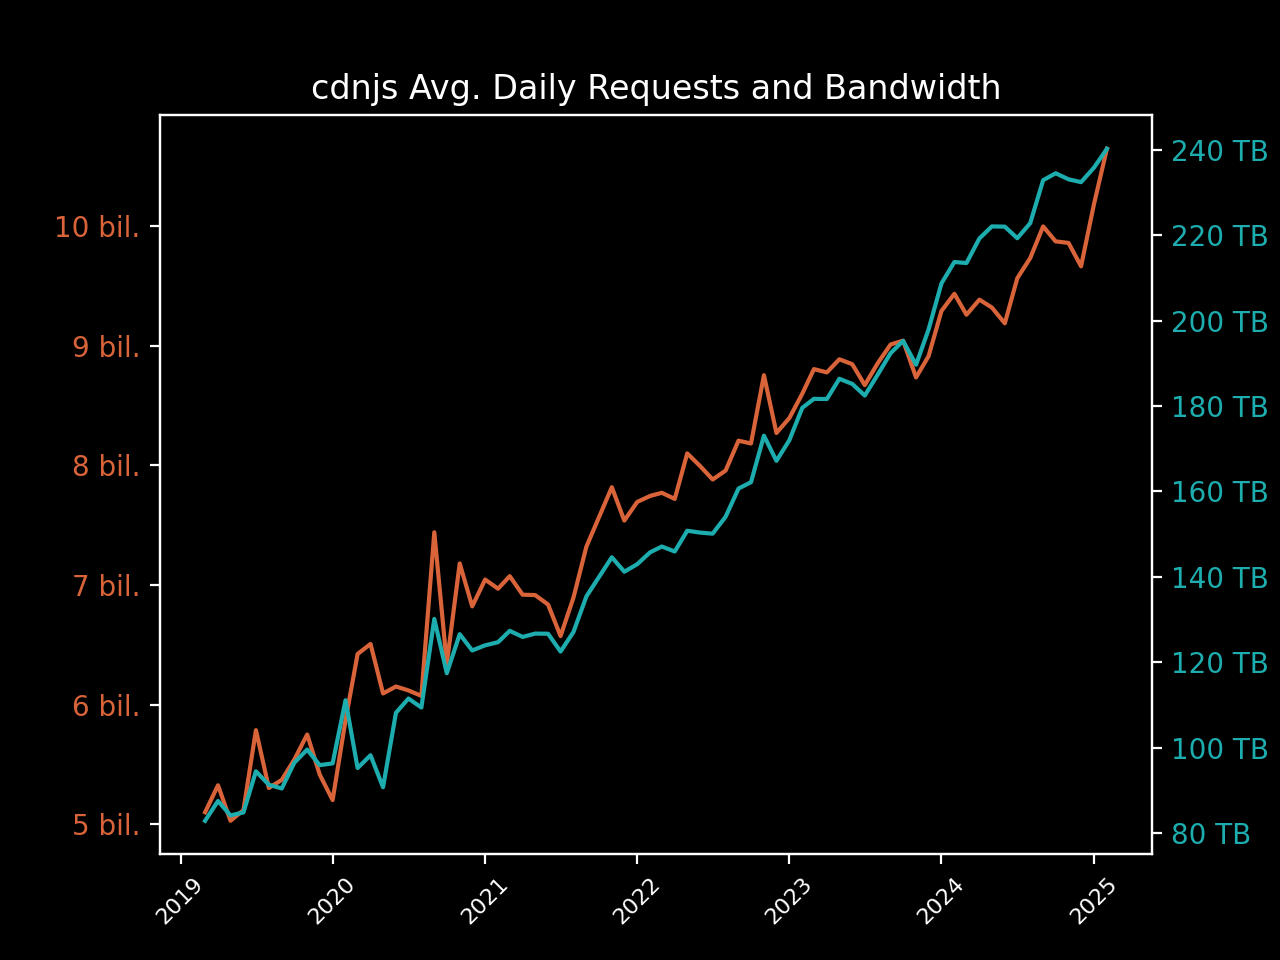 cdnjs Avg. Daily Requests and Bandwidth
10 bil.
9 bil.
8 bil.
7 bil.
6 bil.
5 bil.
240 TB
220 TB
200 TB
180 TB
160 TB
140 TB
120 TB
100 TB
80 TB
2019
2020
2021
2022
2023
2024
2025